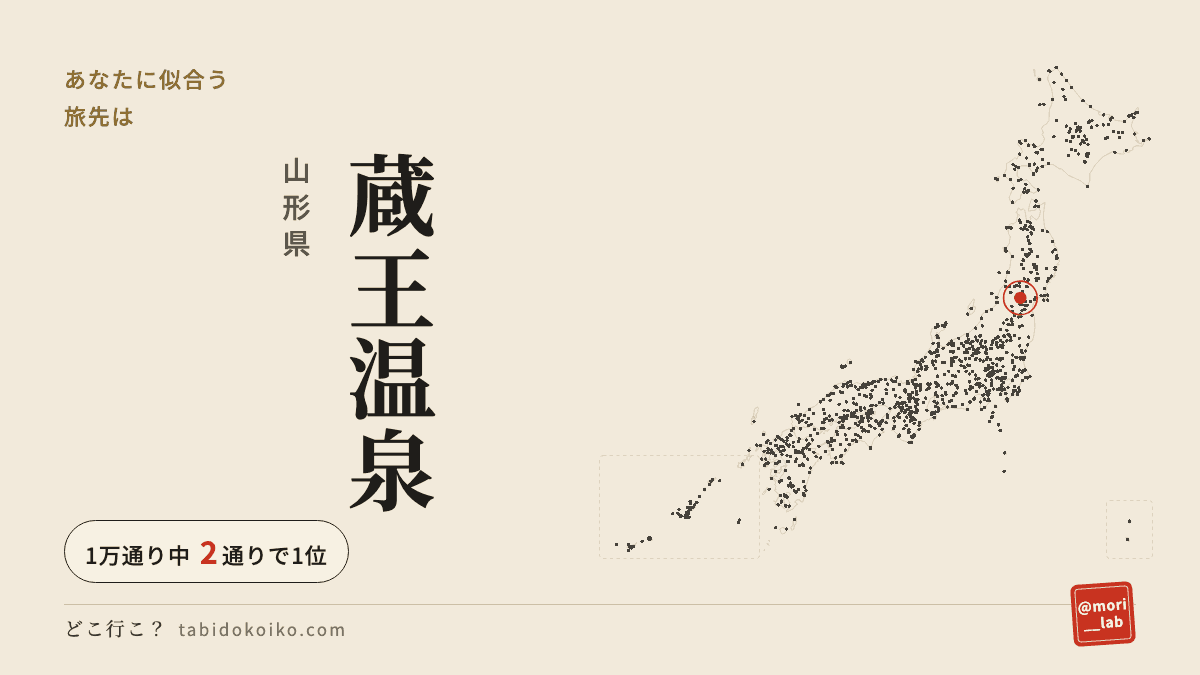 あなたに似合う
旅先は
蔵王温泉
山形県
1万通り中 2通りで1位
どこ行こ？ tabidokoiko.com
@mori
__lab